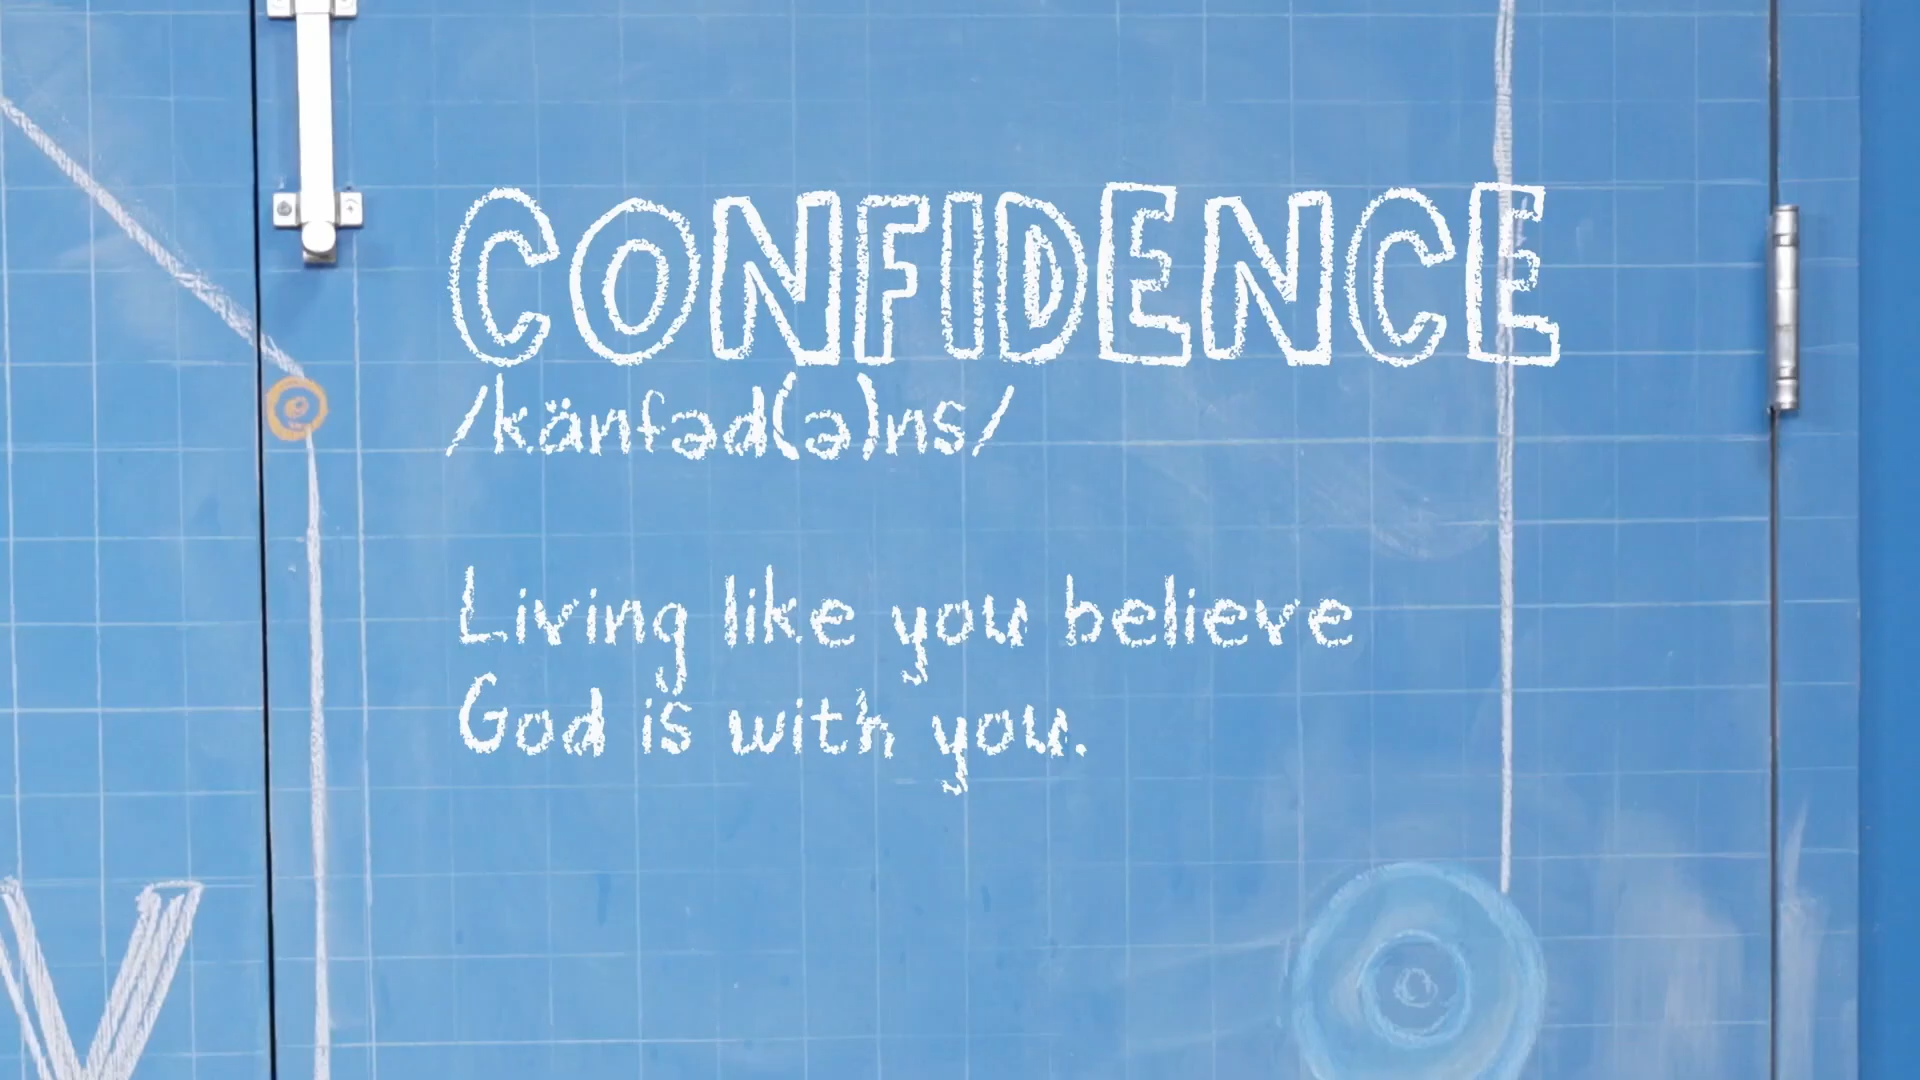 CONFIDENCE
/känfəd(ə)ns/
Living like you believe
God is with you.
V